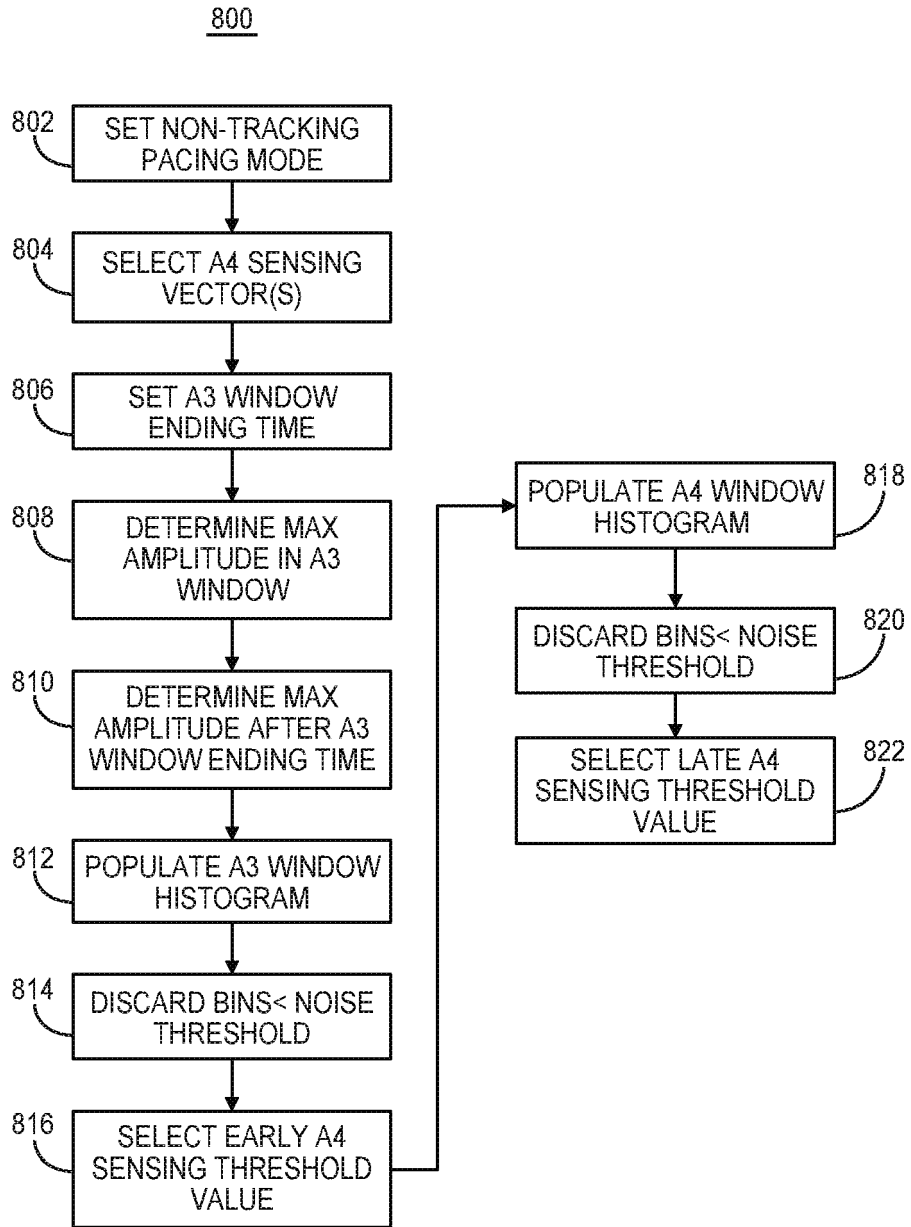 800
802
SET NON-TRACKING
PACING MODE
804
SELECT A4 SENSING
VECTOR(S)
806
SET A3 WINDOW
ENDING TIME
808
DETERMINE MAX
AMPLITUDE IN A3
WINDOW
810
DETERMINE MAX
AMPLITUDE AFTER A3
WINDOW ENDING TIME
812
POPULATE A3 WINDOW
HISTOGRAM
814
DISCARD BINS< NOISE
THRESHOLD
816
SELECT EARLY A4
SENSING THRESHOLD
VALUE
POPULATE A4 WINDOW
HISTOGRAM
818
DISCARD BINS< NOISE
THRESHOLD
820
SELECT LATE A4
SENSING THRESHOLD
VALUE
822